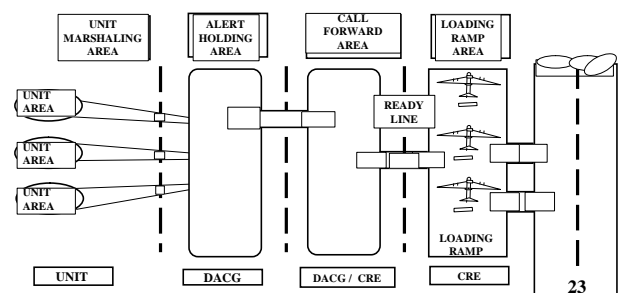 UNIT
MARSHALING
AREA
ALERT
HOLDING
AREA
CALL
FORWARD
AREA
LOADING
RAMP
AREA
UNIT
AREA
UNIT
AREA
UNIT
AREA
READY
LINE
LOADING
RAMP
UNIT
DACG
DACG / CRE
CRE
23